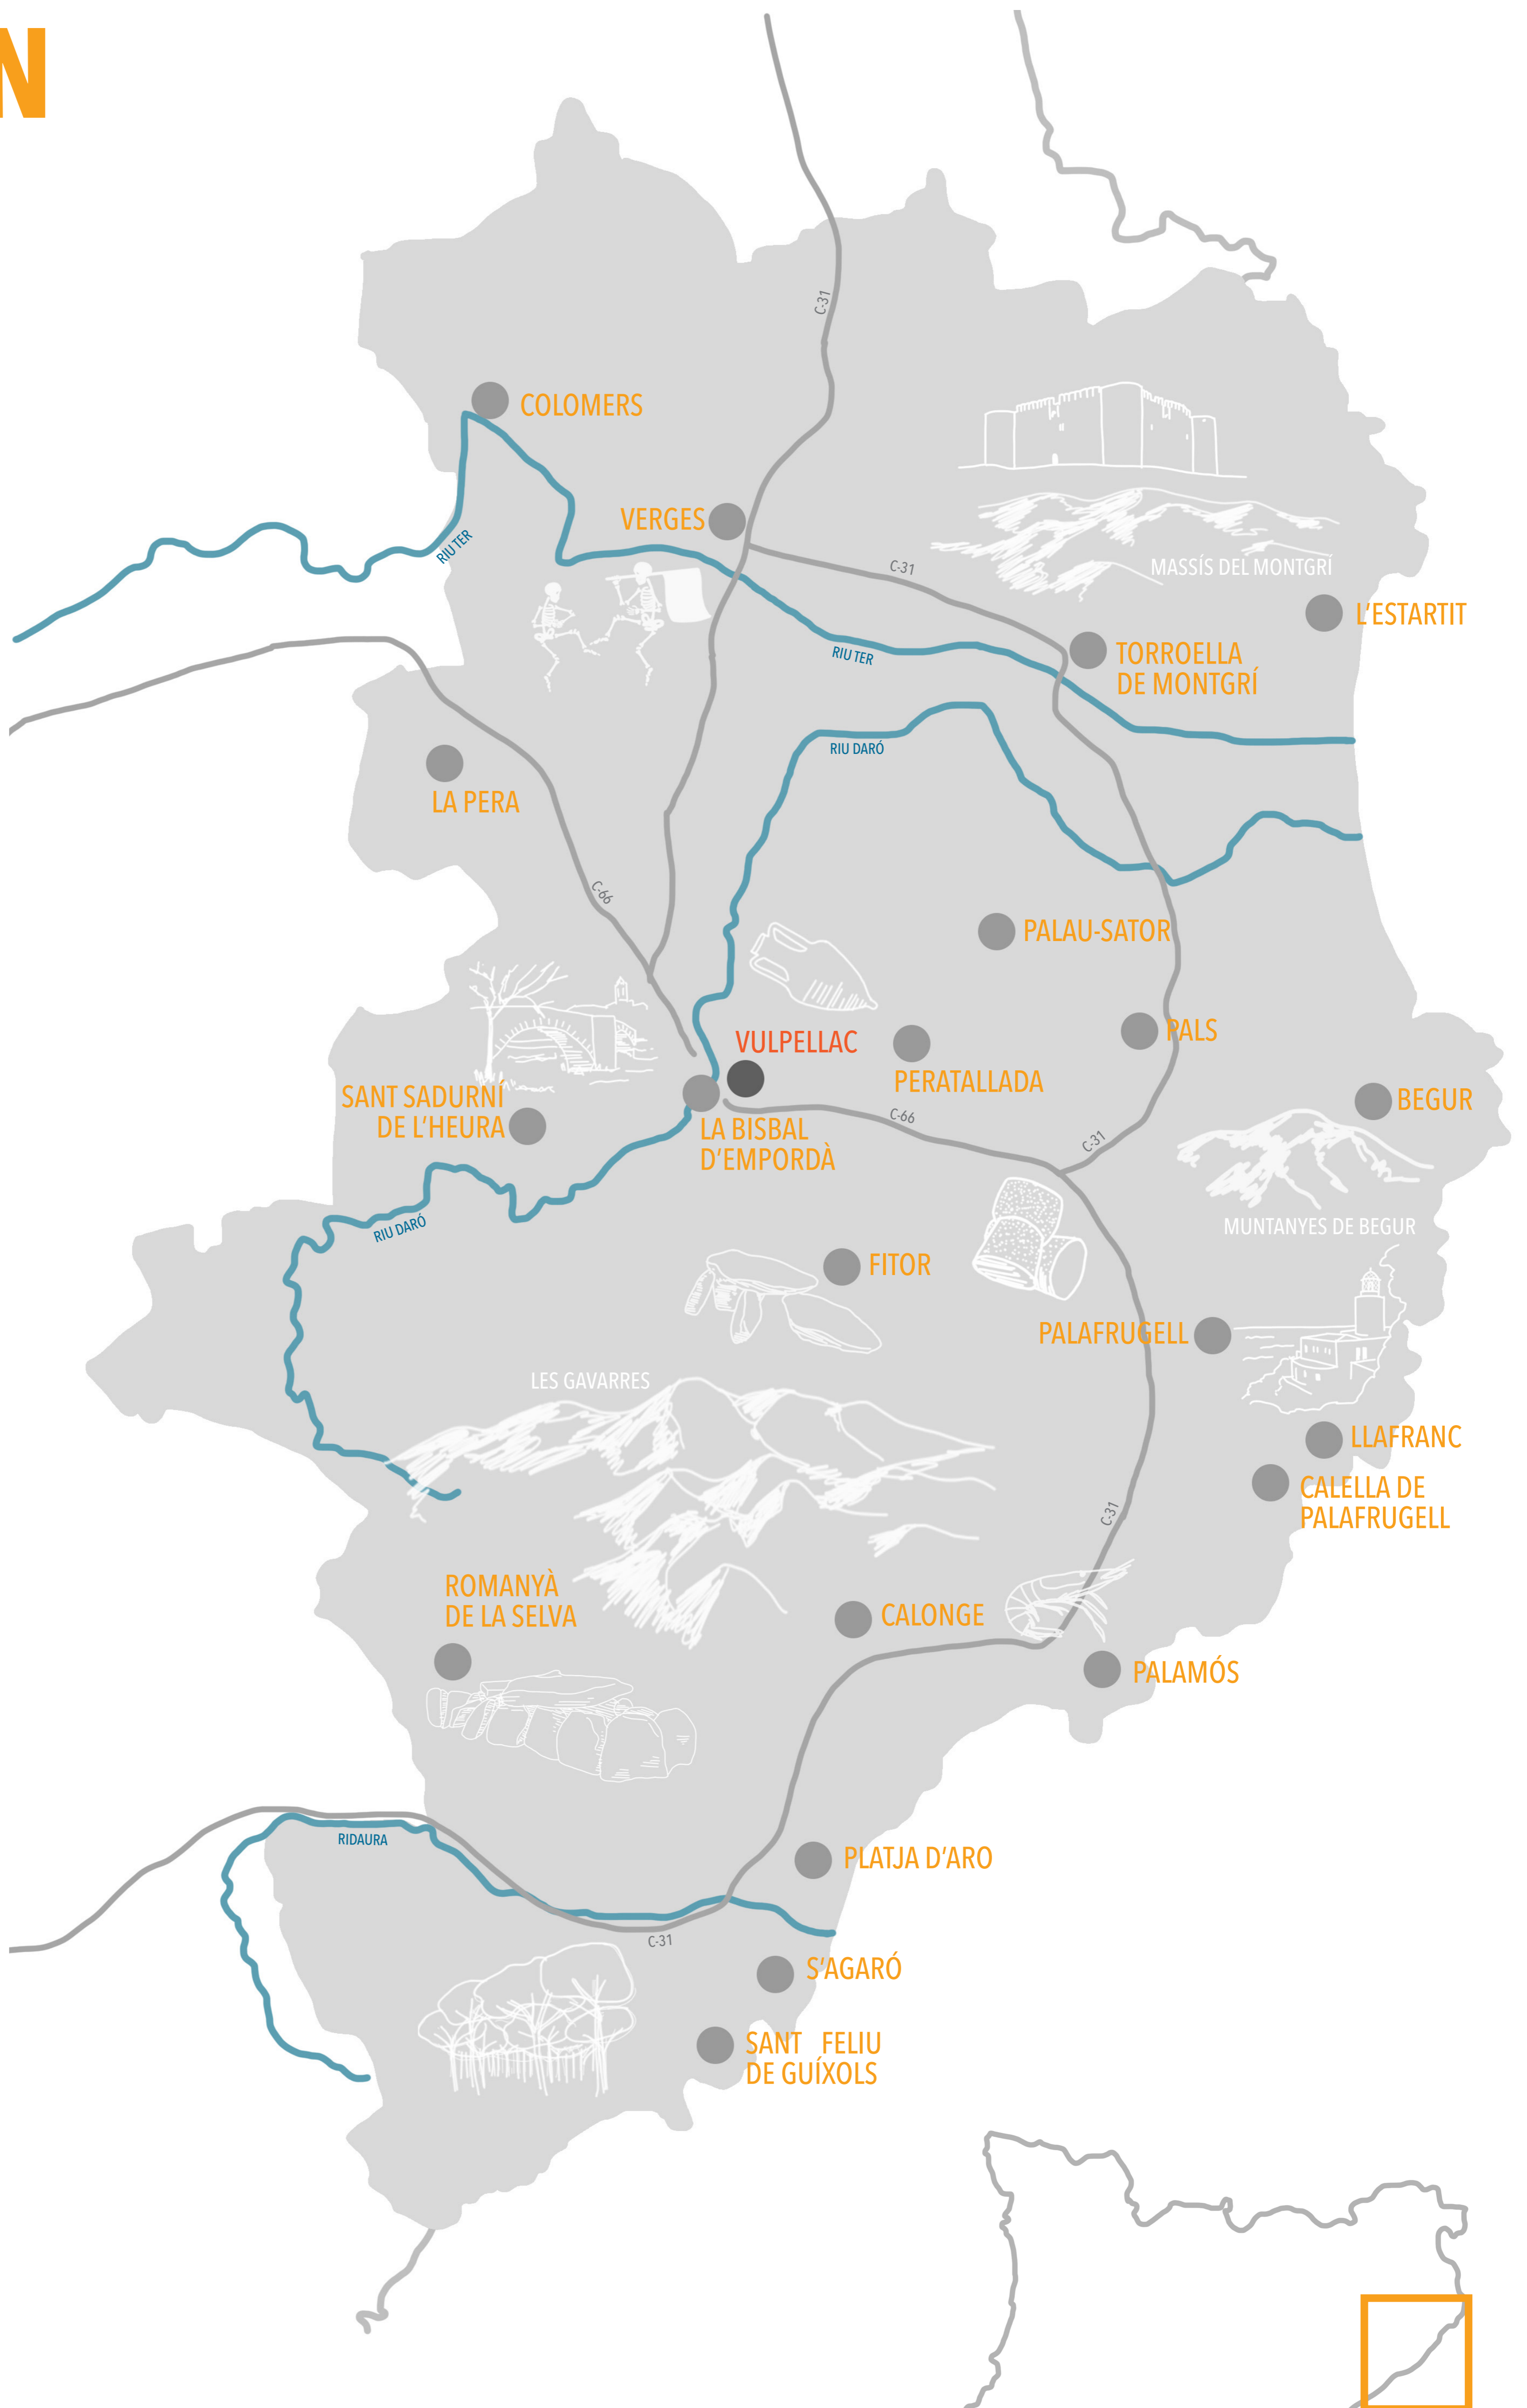 N
C-31
COLOMERS
VERGES
RIU TER
C-31
MASSÍS DEL MONTGRÍ
L'ESTARTIT
RIU TER
TORROELLA
DE MONTGRÍ
RIU DARÓ
LA PERA
C-66
PALAU-SATOR
PALS
VULPELLAC
PERATALLADA
SANT SADURNÍ
DE L'HEURA
BEGUR
C-66
LA BISBAL
D'EMPORDÀ
C-31
RIU DARÓ
MUNTANYES DE BEGUR
FITOR
PALAFRUGELL
LES GAVARRES
LLAFRANC
CALELLA DE
PALAFRUGELL
C-31
ROMANYÀ
DE LA SELVA
CALONGE
PALAMÓS
RIDAURA
PLATJA D'ARO
C-31
S'AGARÓ
SANT FELIU
DE GUÍXOLS